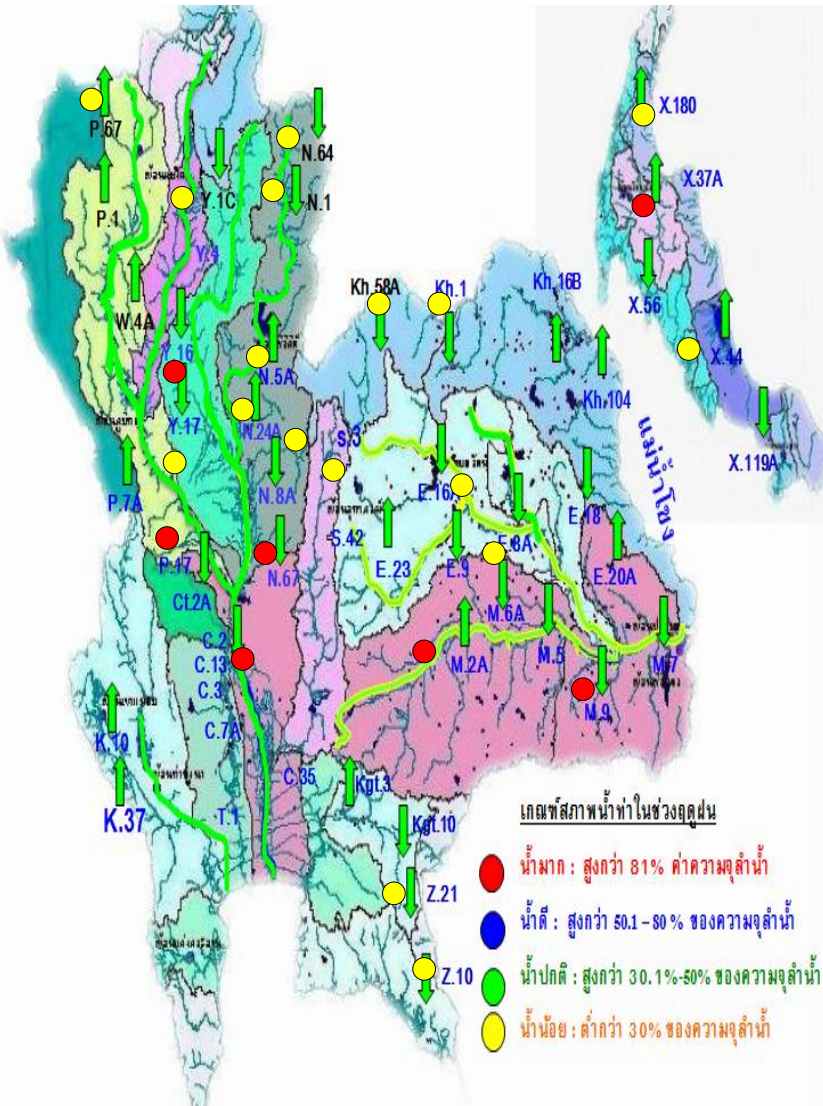 P.67
N.64
P.1
Y.1C
N.1
Y.4
W.4A
Y.16
N.5A
Y.17
N.24A
P.7A
N.8A
S.3
S.42
P.17
N.67
Ct.2A
C.2
C.13
C.3
C.7A
C.35
K.10
K.37
T.1
Kh.58A
Kh.1
Kh.16B
Kh.104
แม่น้ำโขง
E.16A
E.18
E.8A
E.23
E.9
E.20A
M.6A
M.2A
M.5
M.7
M.9
Kgt.3
Kgt.10
Z.21
Z.10
X.180
X.37A
X.56
X.44
X.119A
เกณฑ์สภาพน้ำท่าในช่วงฤดูฝน
น้ำมาก : สูงกว่า 81% ค่าความจุลำน้ำ
น้ำดี : สูงกว่า 50.1 – 80 % ของความจุลำน้ำ
น้ำปกติ : สูงกว่า 30.1%-50% ของความจุลำน้ำ
น้ำน้อย : ต่ำกว่า 30% ของความจุลำน้ำ